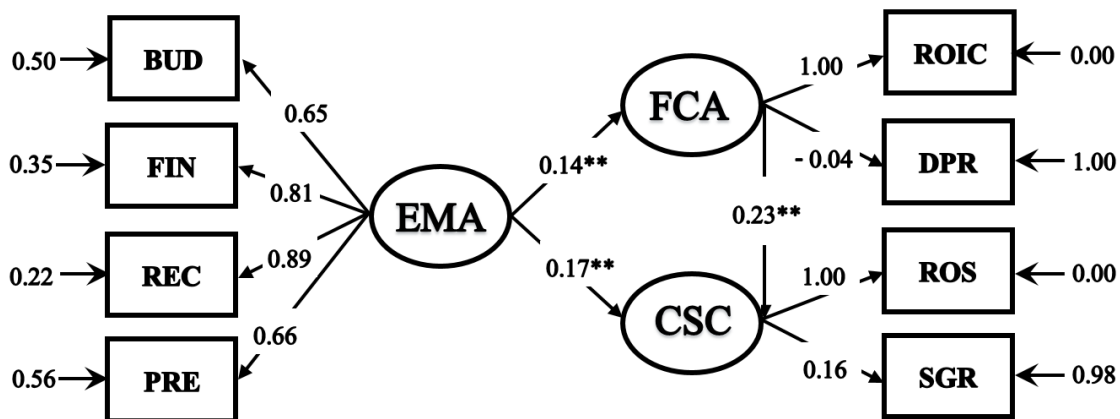 0.50
BUD
0.65
0.35
FIN
0.81
0.22
REC
0.89
0.56
PRE
0.66
EMA
0.14**
0.17**
FCA
0.23**
CSC
1.00
ROIC
0.00
- 0.04
DPR
1.00
1.00
ROS
0.00
0.16
SGR
0.98